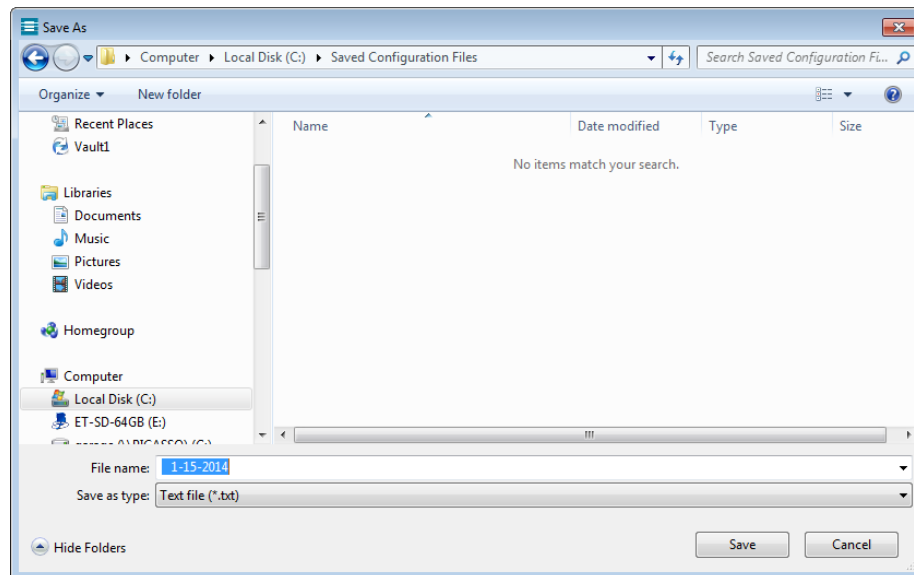 Save As
Computer Local Disk (C:) Saved Configuration Files Search Saved Configuration Fi...
Organize New folder
Name Date modified Type Size
No items match your search.
Recent Places
Vault1
Libraries
Documents
Music
Pictures
Videos
Homegroup
Computer
Local Disk (C:)
ET-SD-64GB (E:)
File name: 1-15-2014
Save as type: Text file (*.txt)
Hide Folders Save Cancel